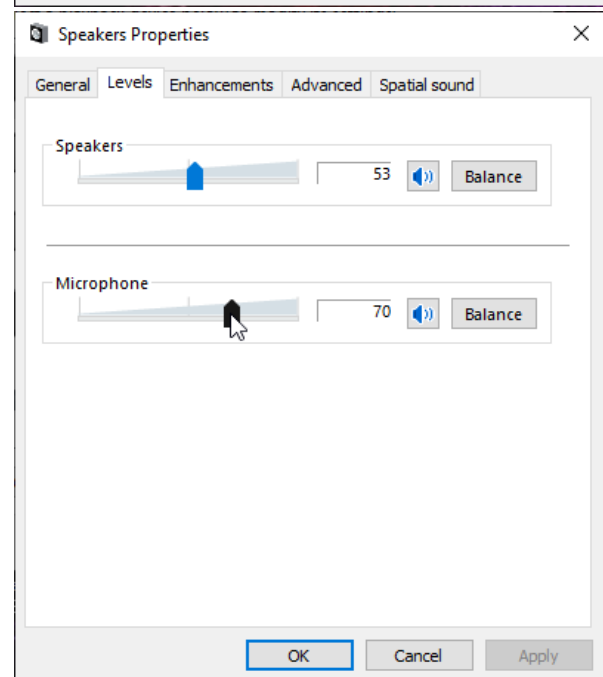 Speakers Properties
General Levels Enhancements Advanced Spatial sound
Speakers
53 Balance
Microphone
70 Balance
OK Cancel Apply